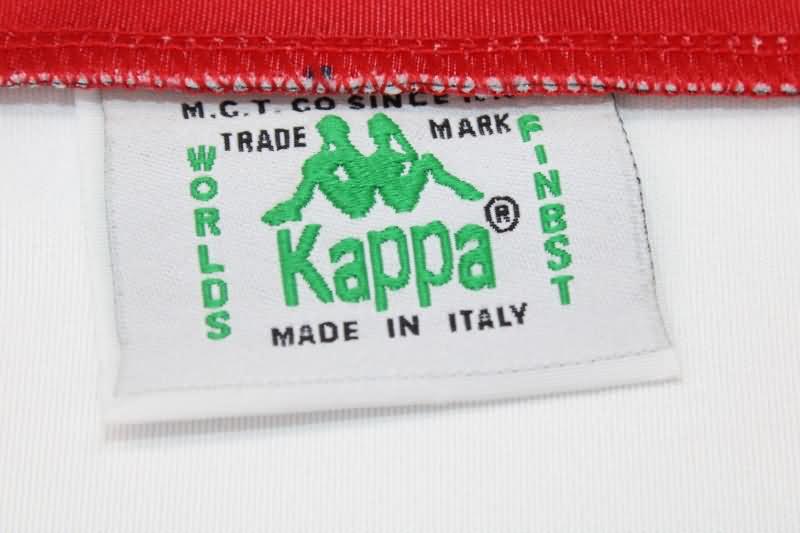 M.C.T. CO SINCE
TRADE MARK
WORLDS
FINBST
Kappa®
MADE IN ITALY